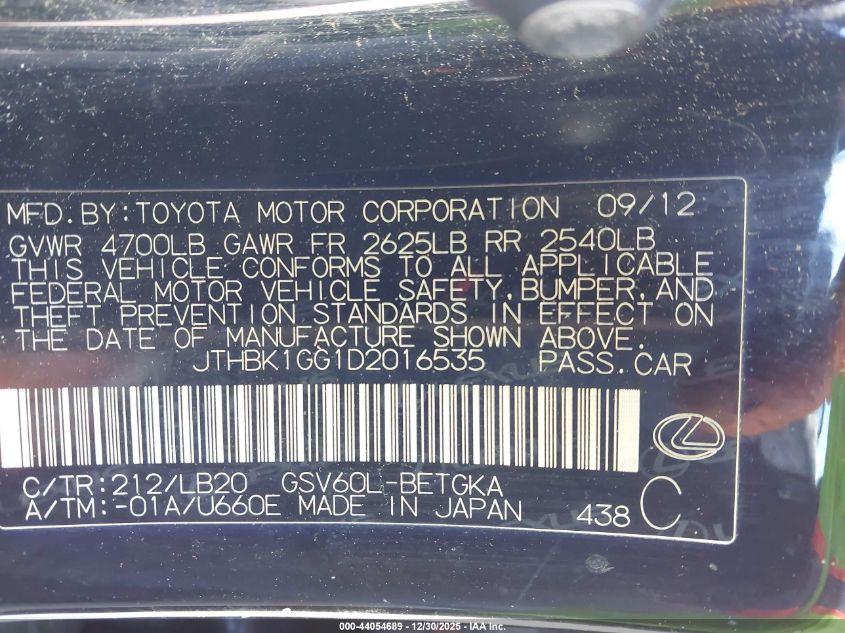 MFD.BY:TOYOTA MOTOR CORPORATION 09/12
GVWR 4700LB GAWR FR 2625LB RR 2540LB
THIS VEHICLE CONFORMS TO ALL APPLICABLE
FEDERAL MOTOR VEHICLE SAFETY,BUMPER,AND
THEFT PREVENTION STANDARDS IN EFFECT ON
THE DATE OF MANUFACTURE SHOWN ABOVE.
JTHBK1GG1D2016535 PASS.CAR
C/TR:212/LB20 GSV60L-BETGKA
A/TM:-01A/U660E MADE IN JAPAN 438 C
000-44054689 - 12/30/2025 - IAA Inc.